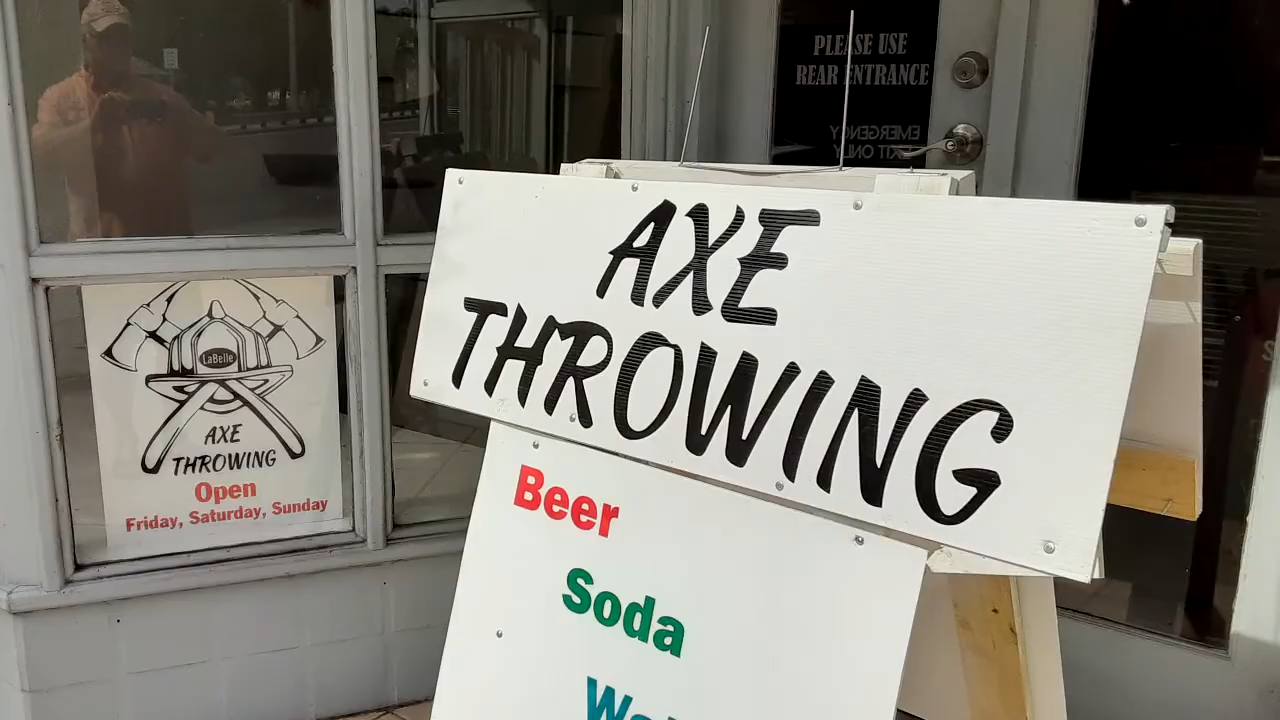 PLEASE USE
REAR ENTRANCE
EMERGENCY
EXIT ONLY
AXE
THROWING
LaBelle
AXE
THROWING
Open
Friday, Saturday, Sunday
Beer
Soda